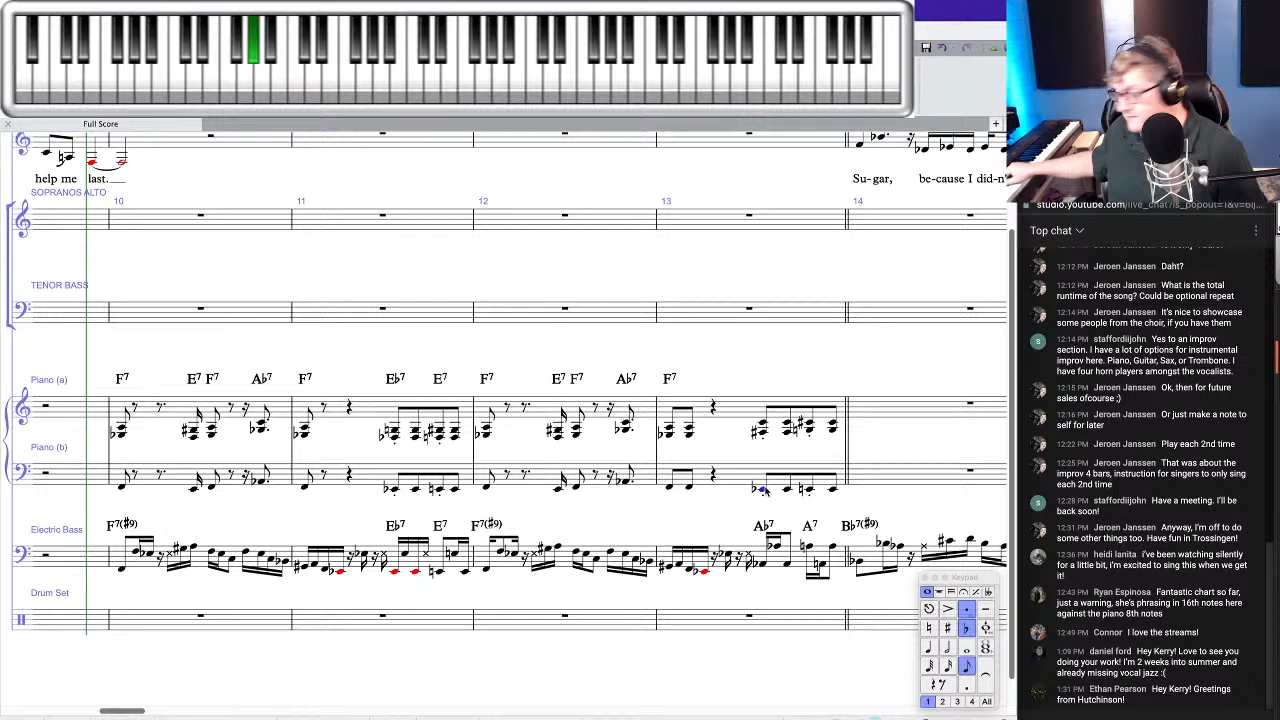 Full Score
help me last.
Su-gar, be-cause I did-n'
SOPROANOS ALTO
10 11 12 13 14
TENOR BASS
Piano (a)
F7 E7 F7 Ab7 F7 Eb7 E7 F7 E7 F7 Ab7 F7
Piano (b)
Electric Bass
F7(#9) Eb7 E7 F7(#9) Ab7 A7 Bb7(#9)
Drum Set
Keypad
1 2 3 4 All
studio.youtube.com/live_chat?is_popout=1&v=6ij...
Top chat
12:12 PM Jeroen Janssen Daht?
12:12 PM Jeroen Janssen What is the total
runtime of the song? Could be optional repeat
12:14 PM Jeroen Janssen It's nice to showcase
some people from the choir, if you have them
S 12:14 PM staffordiijohn Yes to an improv
section. I have a lot of options for instrumental
improv here. Piano, Guitar, Sax, or Trombone. I
have four horn players amongst the vocalists.
12:15 PM Jeroen Janssen Ok, then for future
sales ofcourse ;)
12:16 PM Jeroen Janssen Or just make a note to
self for later
12:22 PM Jeroen Janssen Play each 2nd time
12:25 PM Jeroen Janssen That was about the
improv 4 bars, instruction for singers to only sing
each 2nd time
S 12:28 PM staffordiijohn Have a meeting. I'll be
back soon!
12:31 PM Jeroen Janssen Anyway, I'm off to do
some other things too. Have fun in Trossingen!
12:36 PM heidi lanita i've been watching silently
for a little bit, i'm excited to sing this when we get
it!
12:43 PM Ryan Espinosa Fantastic chart so far,
just a warning, she's phrasing in 16th notes here
against the piano 8th notes
12:49 PM Connor I love the streams!
1:09 PM daniel ford Hey Kerry! Love to see you
doing your work! I'm 2 weeks into summer and
already missing vocal jazz :(
1:31 PM Ethan Pearson Hey Kerry! Greetings
from Hutchinson!